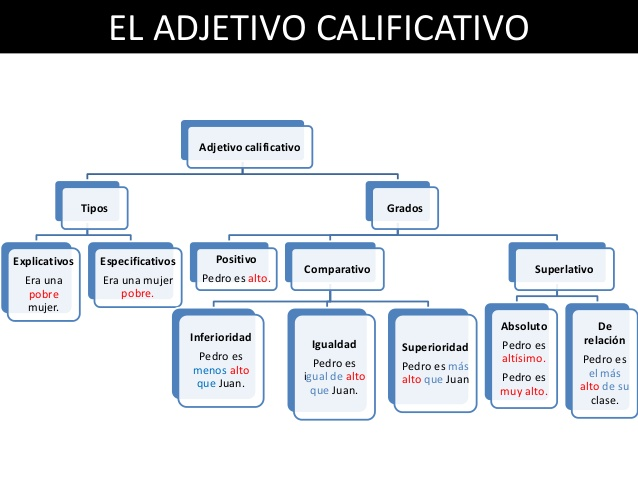 EL ADJETIVO CALIFICATIVO
Adjetivo calificativo
Tipos
Grados
Explicativos
Era una
pobre
mujer.
Especificativos
Era una mujer
pobre.
Positivo
Pedro es alto.
Comparativo
Superlativo
Inferioridad
Pedro es
menos alto
que Juan.
Igualdad
Pedro es
igual de alto
que Juan.
Superioridad
Pedro es más
alto que Juan
Absoluto
Pedro es
altísimo.
Pedro es
muy alto.
De
relación
Pedro es
el más
alto de su
clase.